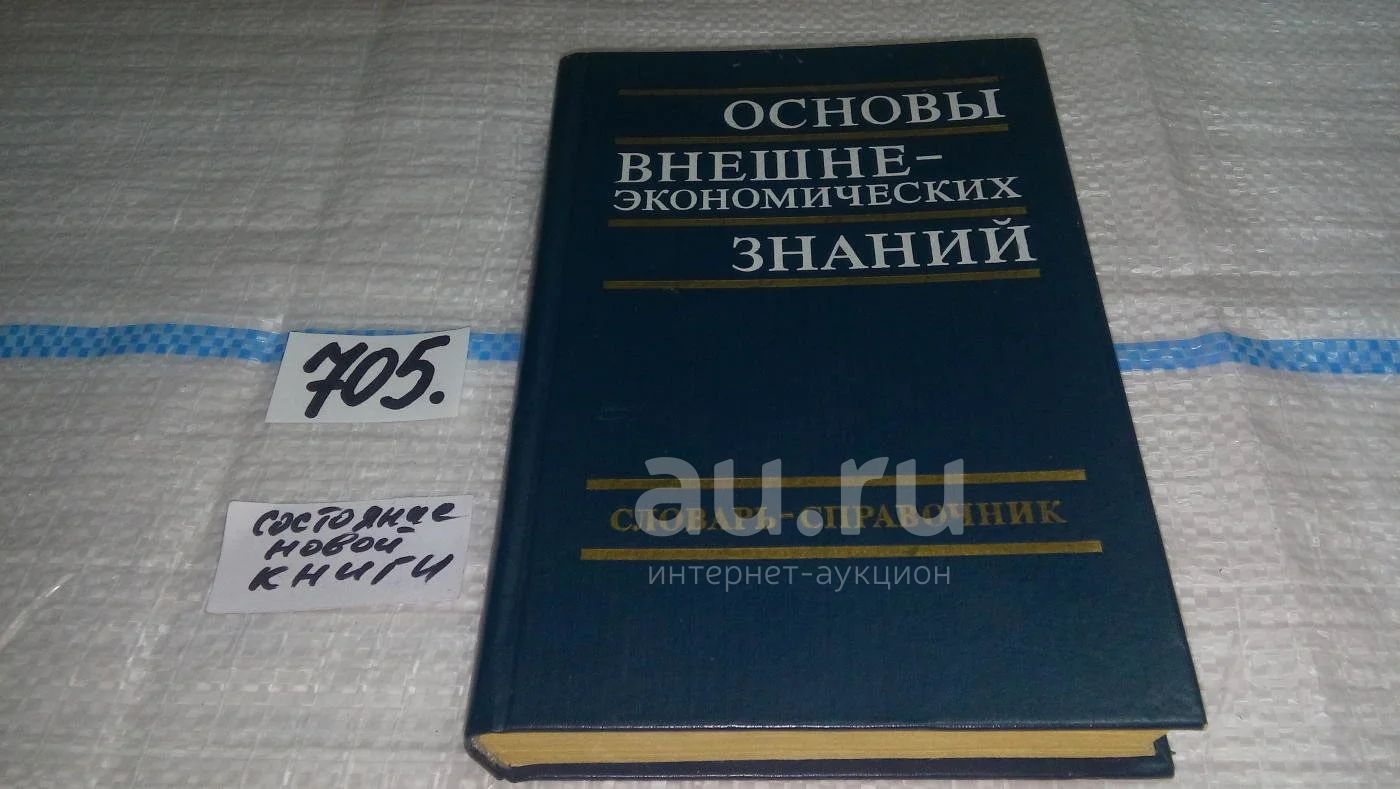 ОСНОВЫ
ВНЕШНЕ-
ЭКОНОМИЧЕСКИХ
ЗНАНИЙ
705.
состояние
новой
книги
au.ru
СЛОВАРЬ-СПРАВОЧНИК
интернет-аукцион